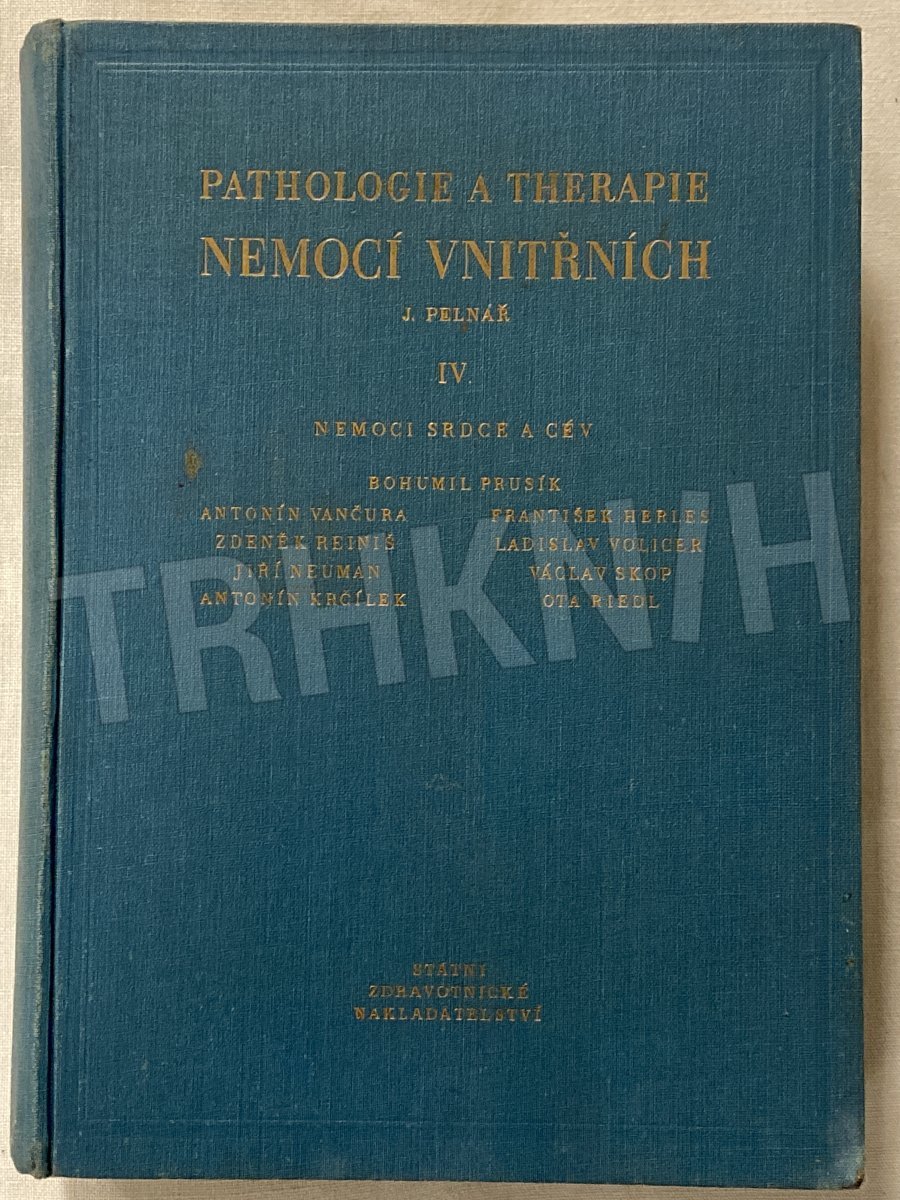 PATHOLOGIE A THERAPIE
NEMOCÍ VNITŘNÍCH
J. PELNÁŘ
IV.
NEMOCI SRDCE A CÉV
BOHUMIL PRUSÍK
ANTONÍN VANČURA FRANTIŠEK HERLES
ZDENĚK REINIŠ LADISLAV VOLICER
JIŘÍ NEUMAN VÁCLAV SKOP
ANTONÍN KRČÍLEK OTA RIEDL
TRHKNIH
STÁTNÍ
ZDRAVOTNICKÉ
NAKLADATELSTVÍ